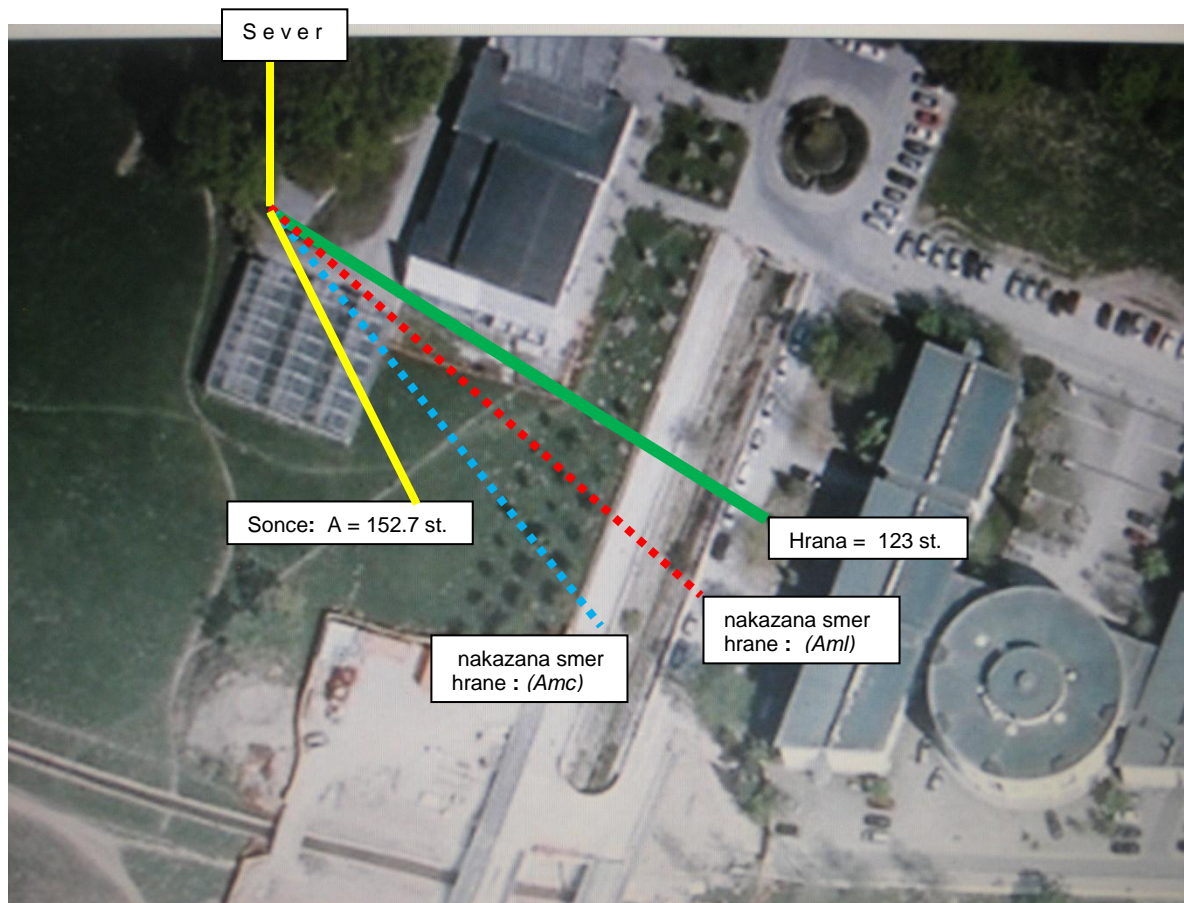 S e v e r
Sonce: A = 152.7 st.
Hrana = 123 st.
nakazana smer
hrane : (Aml)
nakazana smer
hrane : (Amc)